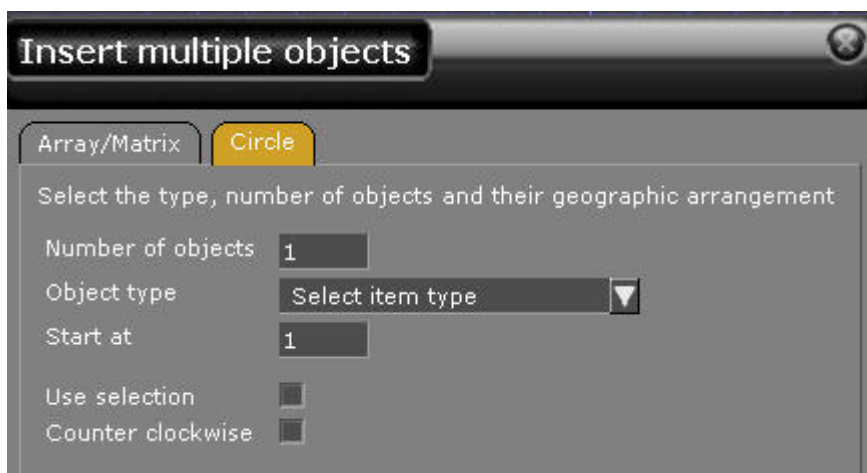 Insert multiple objects
Array/Matrix Circle
Select the type, number of objects and their geographic arrangement
Number of objects 1
Object type Select item type
Start at 1
Use selection
Counter clockwise